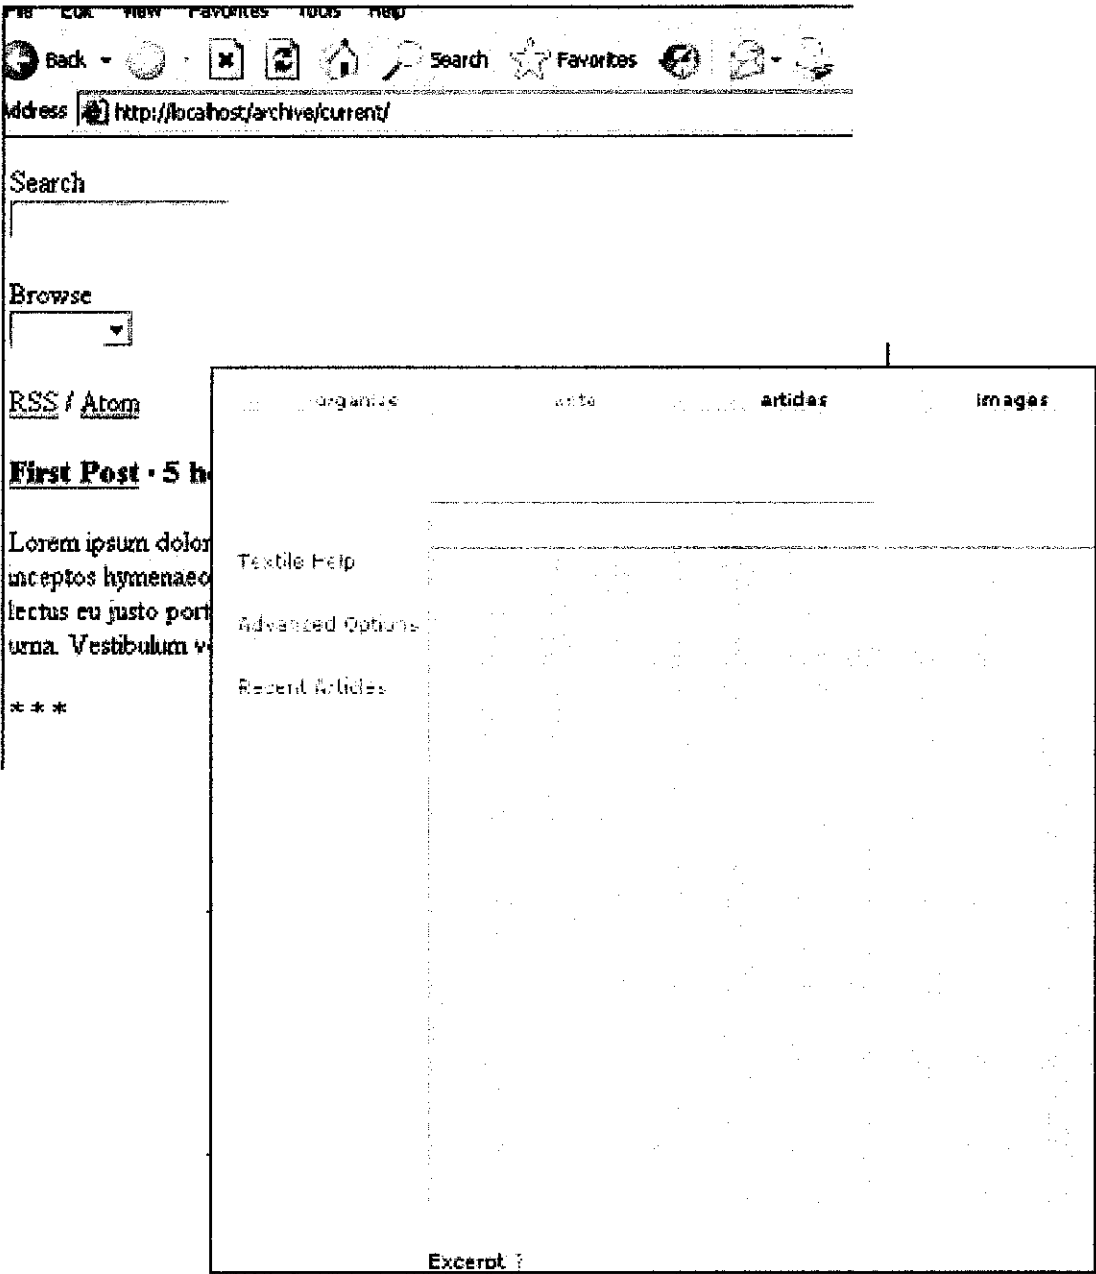 File Edit View Favorites Tools Help
Back Search Favorites
Address http://localhost/archive/current/
Search
Browse
RSS / Atom
First Post · 5
Lorem ipsum dolor
inceptos hymenaeo
lectus eu justo port
urna. Vestibulum v
* * *
organise write articles images
Textile Help
Advanced Options
Recent Articles
Excerpt ?